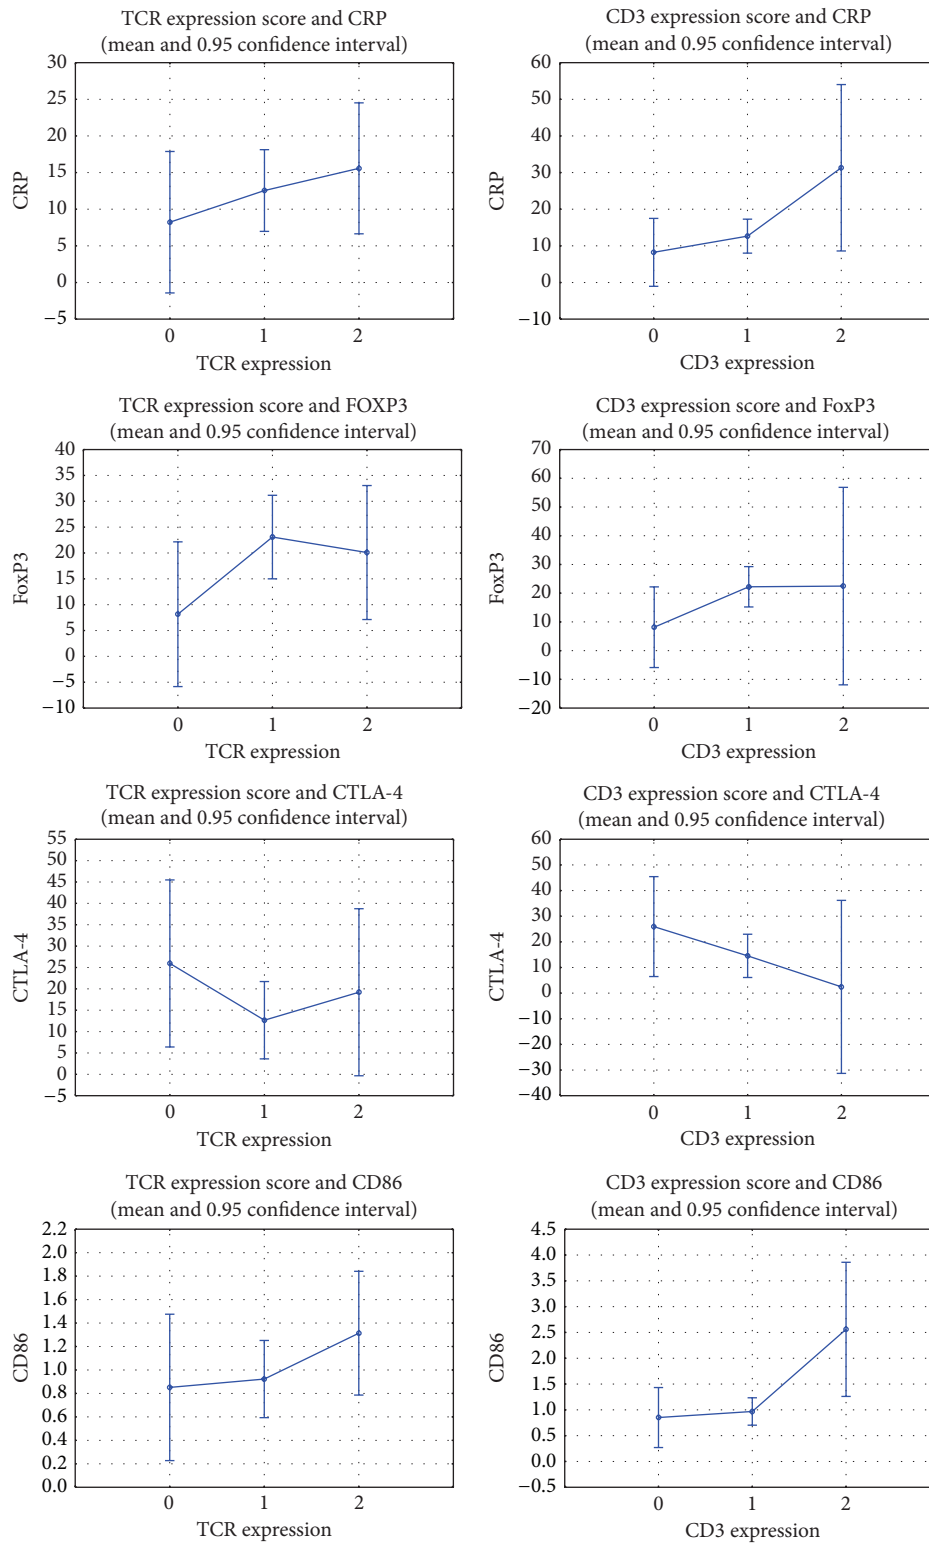 TCR expression score and CRP
(mean and 0.95 confidence interval)
30
25
20
15
10
5
0
−5
CRP
0 1 2
TCR expression
CD3 expression score and CRP
(mean and 0.95 confidence interval)
60
50
40
30
20
10
0
−10
CRP
0 1 2
CD3 expression
TCR expression score and FOXP3
(mean and 0.95 confidence interval)
40
35
30
25
20
15
10
5
0
−5
−10
FoxP3
0 1 2
TCR expression
CD3 expression score and FoxP3
(mean and 0.95 confidence interval)
70
60
50
40
30
20
10
0
−10
−20
FoxP3
0 1 2
CD3 expression
TCR expression score and CTLA-4
(mean and 0.95 confidence interval)
55
50
45
40
35
30
25
20
15
10
5
0
−5
CTLA-4
0 1 2
TCR expression
CD3 expression score and CTLA-4
(mean and 0.95 confidence interval)
60
50
40
30
20
10
0
−10
−20
−30
−40
CTLA-4
0 1 2
CD3 expression
TCR expression score and CD86
(mean and 0.95 confidence interval)
2.2
2.0
1.8
1.6
1.4
1.2
1.0
0.8
0.6
0.4
0.2
0.0
CD86
0 1 2
TCR expression
CD3 expression score and CD86
(mean and 0.95 confidence interval)
4.5
4.0
3.5
3.0
2.5
2.0
1.5
1.0
0.5
0.0
−0.5
CD86
0 1 2
CD3 expression